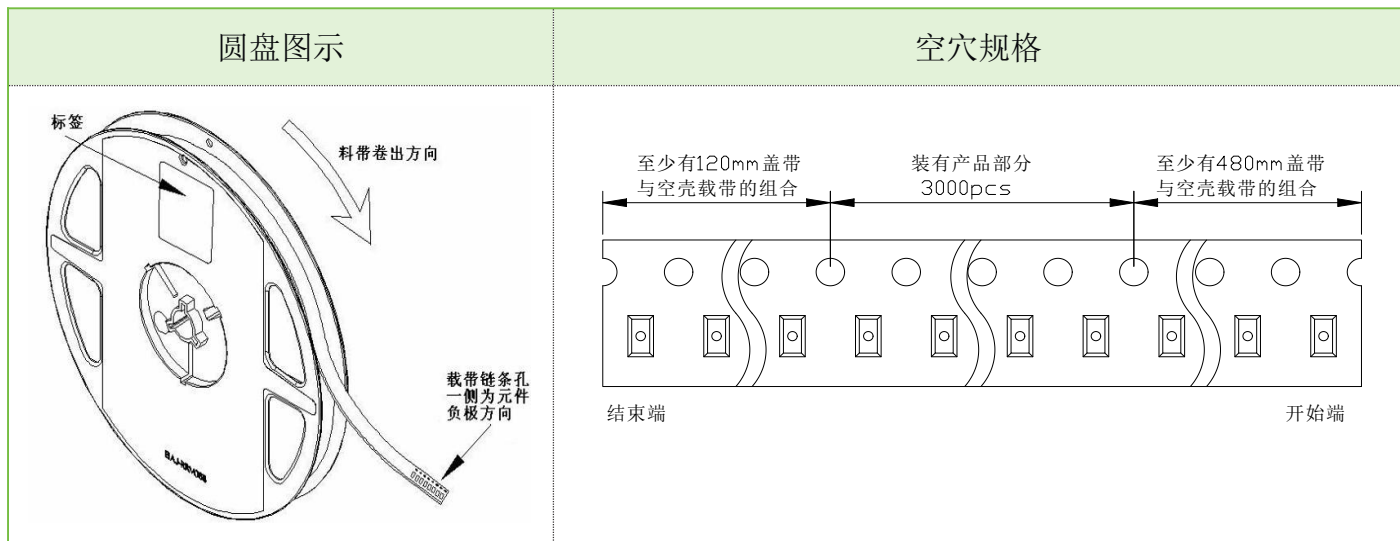 圆盘图示
空穴规格
标签
料带卷出方向
载带链条孔
一侧为元件
负极方向
至少有120mm盖带
与空壳载带的组合
装有产品部分
3000pcs
至少有480mm盖带
与空壳载带的组合
结束端
开始端